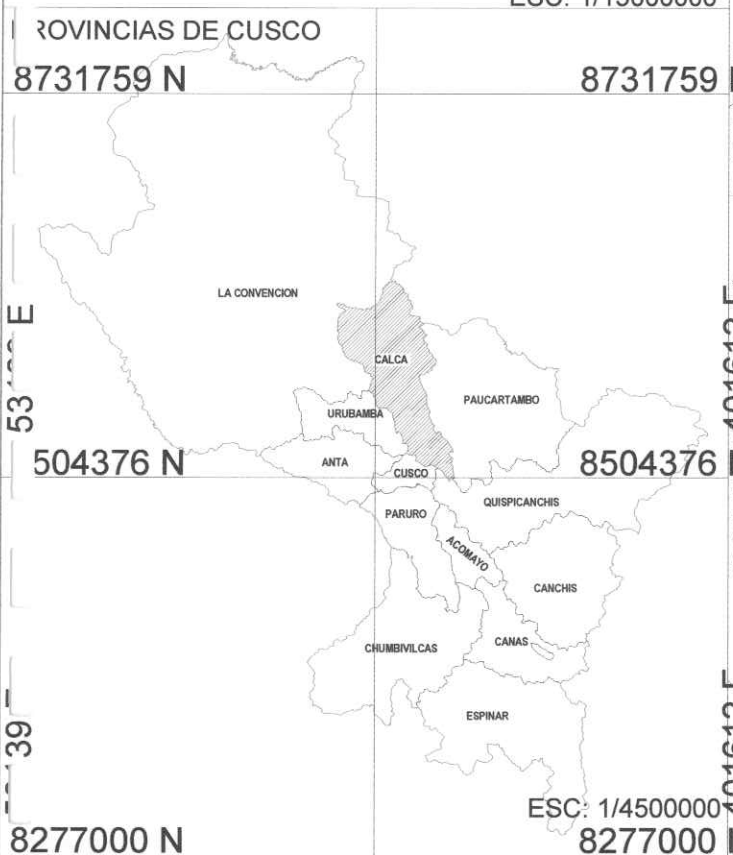 ROVINCIAS DE CUSCO
8731759 N
8731759
LA CONVENCION
CALCA
PAUCARTAMBO
URUBAMBA
ANTA
CUSCO
504376 N
8504376
QUISPICANCHIS
PARURO
ACOMAYO
CANCHIS
CHUMBIVILCAS
CANAS
ESPINAR
ESC: 1/4500000
8277000 N
8277000